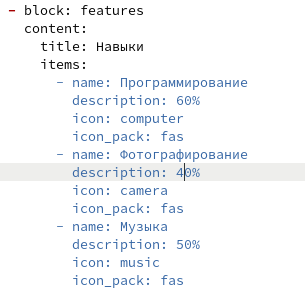 - block: features
  content:
    title: Навыки
    items:
      - name: Программирование
        description: 60%
        icon: computer
        icon_pack: fas
      - name: Фотографирование
        description: 40%
        icon: camera
        icon_pack: fas
      - name: Музыка
        description: 50%
        icon: music
        icon_pack: fas